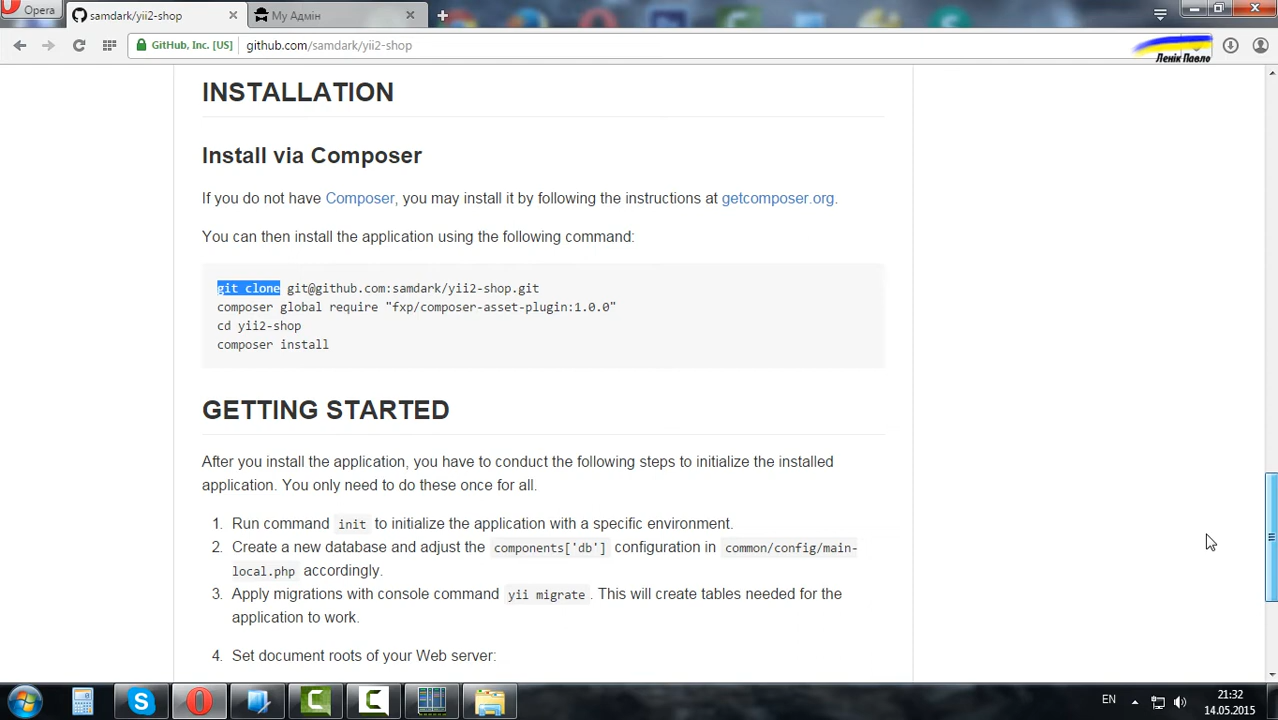 Opera
samdark/yii2-shop
My Адмін
GitHub, Inc. [US]
github.com/samdark/yii2-shop
Ленік Павло
INSTALLATION
Install via Composer
If you do not have Composer, you may install it by following the instructions at getcomposer.org.
You can then install the application using the following command:
git clone git@github.com:samdark/yii2-shop.git
composer global require "fxp/composer-asset-plugin:1.0.0"
cd yii2-shop
composer install
GETTING STARTED
After you install the application, you have to conduct the following steps to initialize the installed
application. You only need to do these once for all.
1. Run command init to initialize the application with a specific environment.
2. Create a new database and adjust the components['db'] configuration in common/config/main-
local.php accordingly.
3. Apply migrations with console command yii migrate . This will create tables needed for the
application to work.
4. Set document roots of your Web server:
EN
21:32
14.05.2015